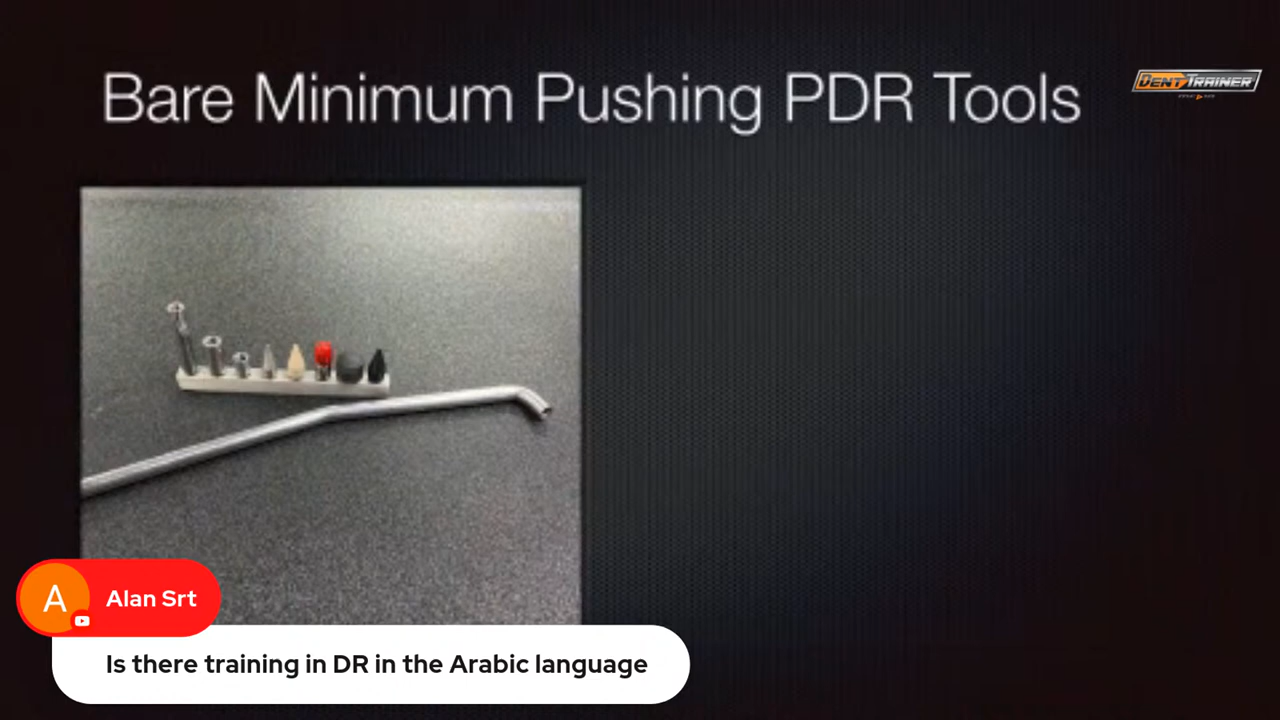 Bare Minimum Pushing PDR Tools
DENT TRAINER
A
Alan Srt
Is there training in DR in the Arabic language